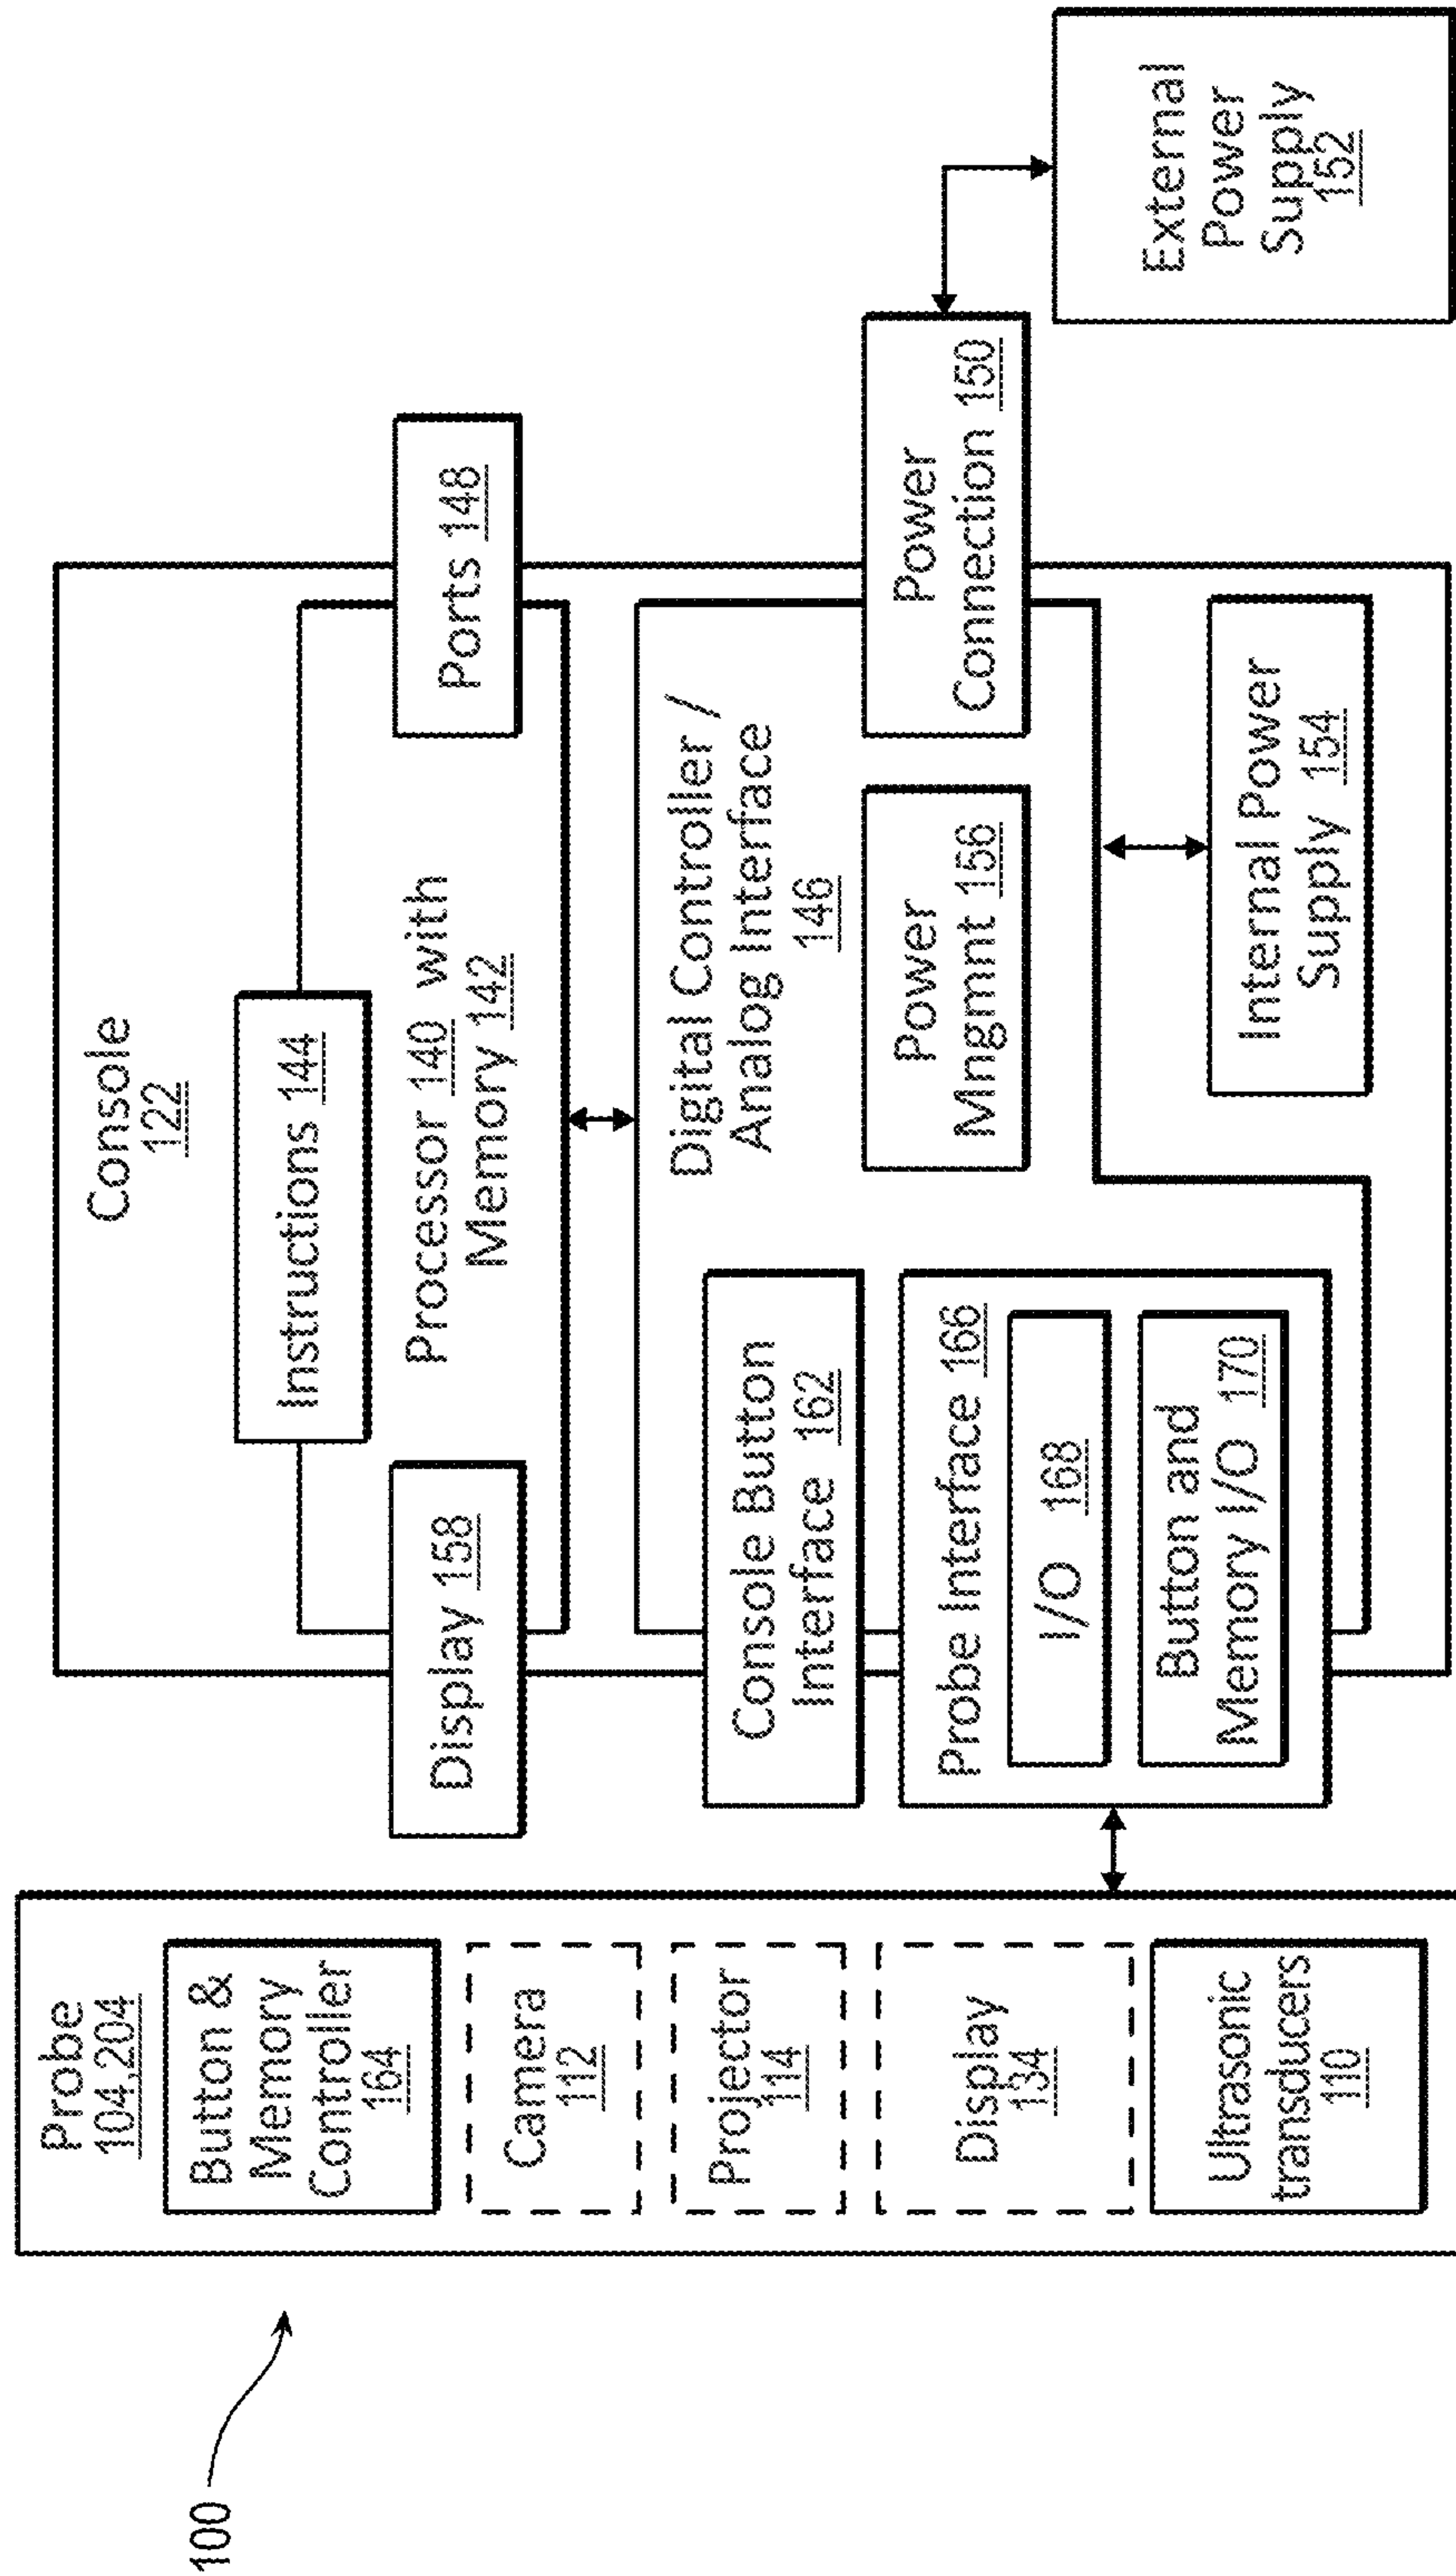 100
Probe
104,204
Button &
Memory
Controller
164
Camera
112
Projector
114
Display
134
Ultrasonic
transducers
110
Console
122
Instructions 144
Processor 140 with
Memory 142
Display 158
Ports 148
Digital Controller /
Analog Interface
146
Console Button
Interface 162
Probe Interface 166
I/O 168
Button and
Memory I/O 170
Power
Mngmnt 156
Power
Connection 150
Internal Power
Supply 154
External
Power
Supply
152